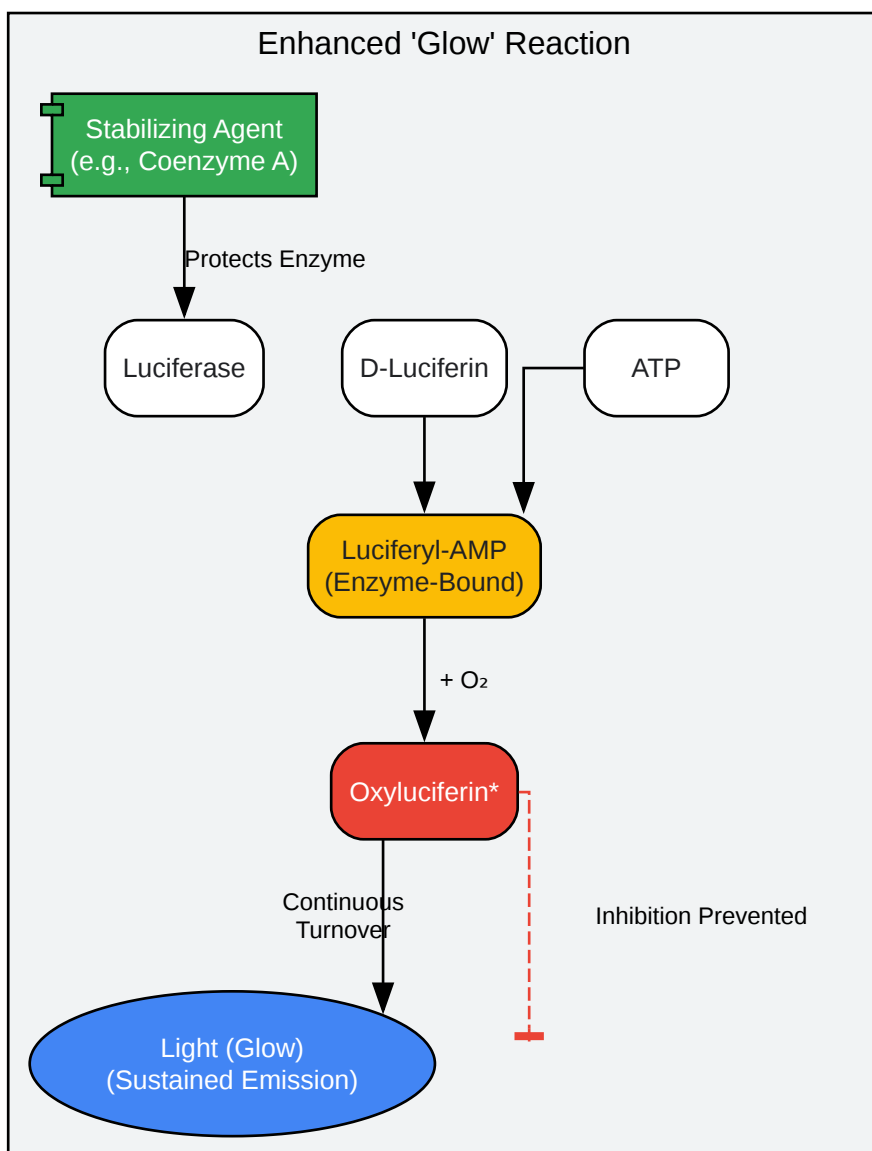 Enhanced 'Glow' Reaction
Stabilizing Agent
(e.g., Coenzyme A)
Protects Enzyme
Luciferase
D-Luciferin
ATP
Luciferyl-AMP
(Enzyme-Bound)
+ O₂
Oxyluciferin*
Continuous
Turnover
Inhibition Prevented
Light (Glow)
(Sustained Emission)